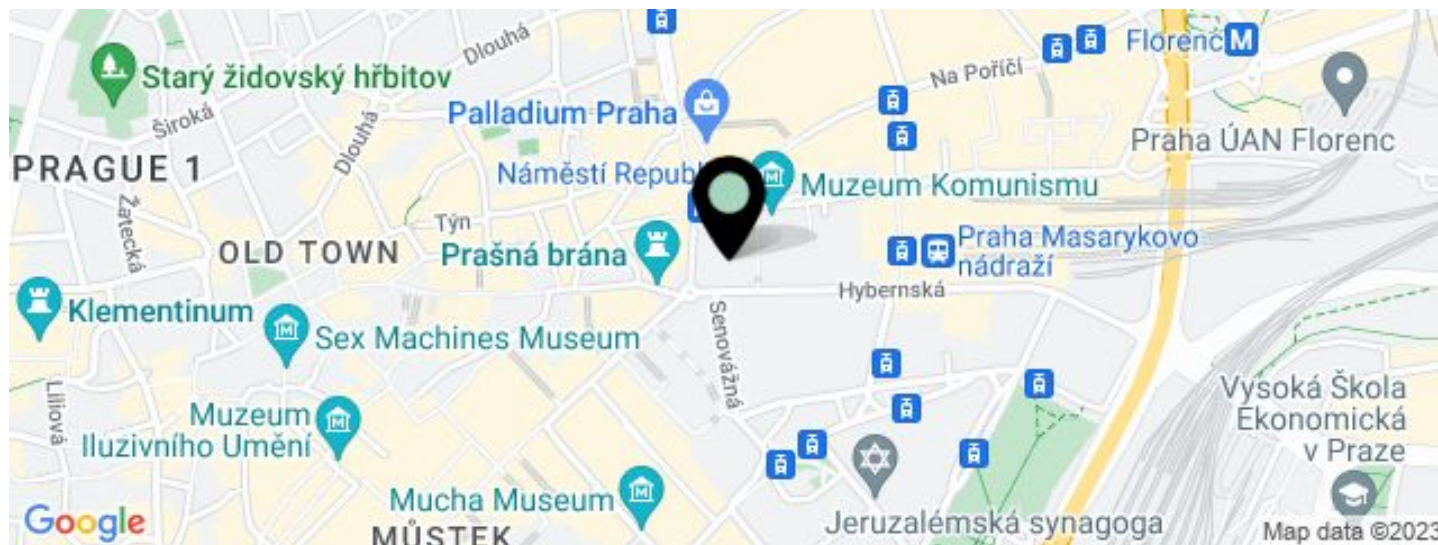 Dlouhá
Florenc
M
Starý židovský hřbitov
Na Poříčí
Široká
Palladium Praha
Praha ÚAN Florenc
Dlouhá
PRAGUE 1
Náměstí Republ
Muzeum Komunismu
Žatecká
Týn
OLD TOWN
Prašná brána
Praha Masarykovo
nádraží
Hybernská
Klementinum
Senovážná
Sex Machines Museum
Liliová
Muzeum
Iluzivního Umění
Vysoká Škola
Ekonomická
v Praze
Mucha Museum
Jeruzalémská synagoga
MŮSTEK
Google
Map data ©2023